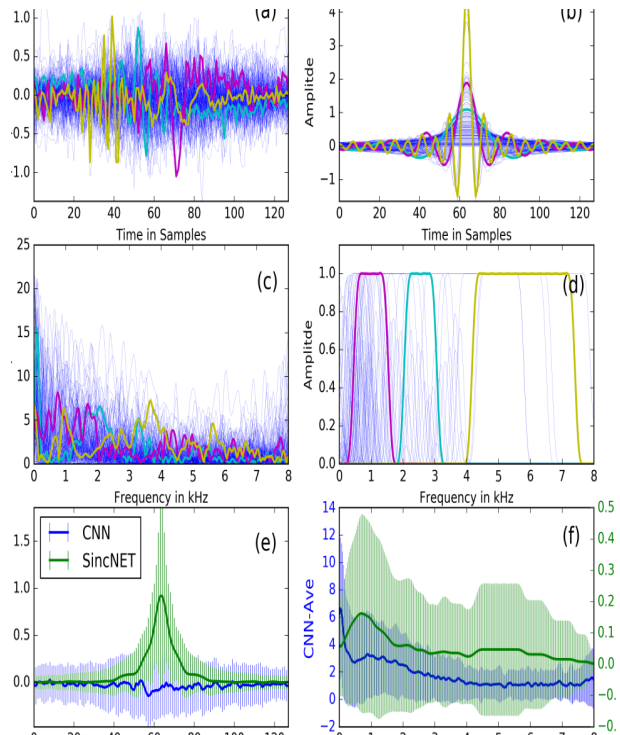 (a)
1.0
0.5
0.0
0.5
1.0
0 20 40 60 80 100 120
Time in Samples
(b)
Amplitde
4
3
2
1
0
−1
0 20 40 60 80 100 120
Time in Samples
(c)
25
20
15
10
5
0
0 1 2 3 4 5 6 7 8
Frequency in kHz
(d)
Amplitde
1.0
0.8
0.6
0.4
0.2
0.0
0 1 2 3 4 5 6 7 8
Frequency in kHz
(e)
CNN
SincNET
1.5
1.0
0.5
0.0
(f)
CNN-Ave
14
12
10
8
6
4
2
0
−2
0.5
0.4
0.3
0.2
0.1
0.0